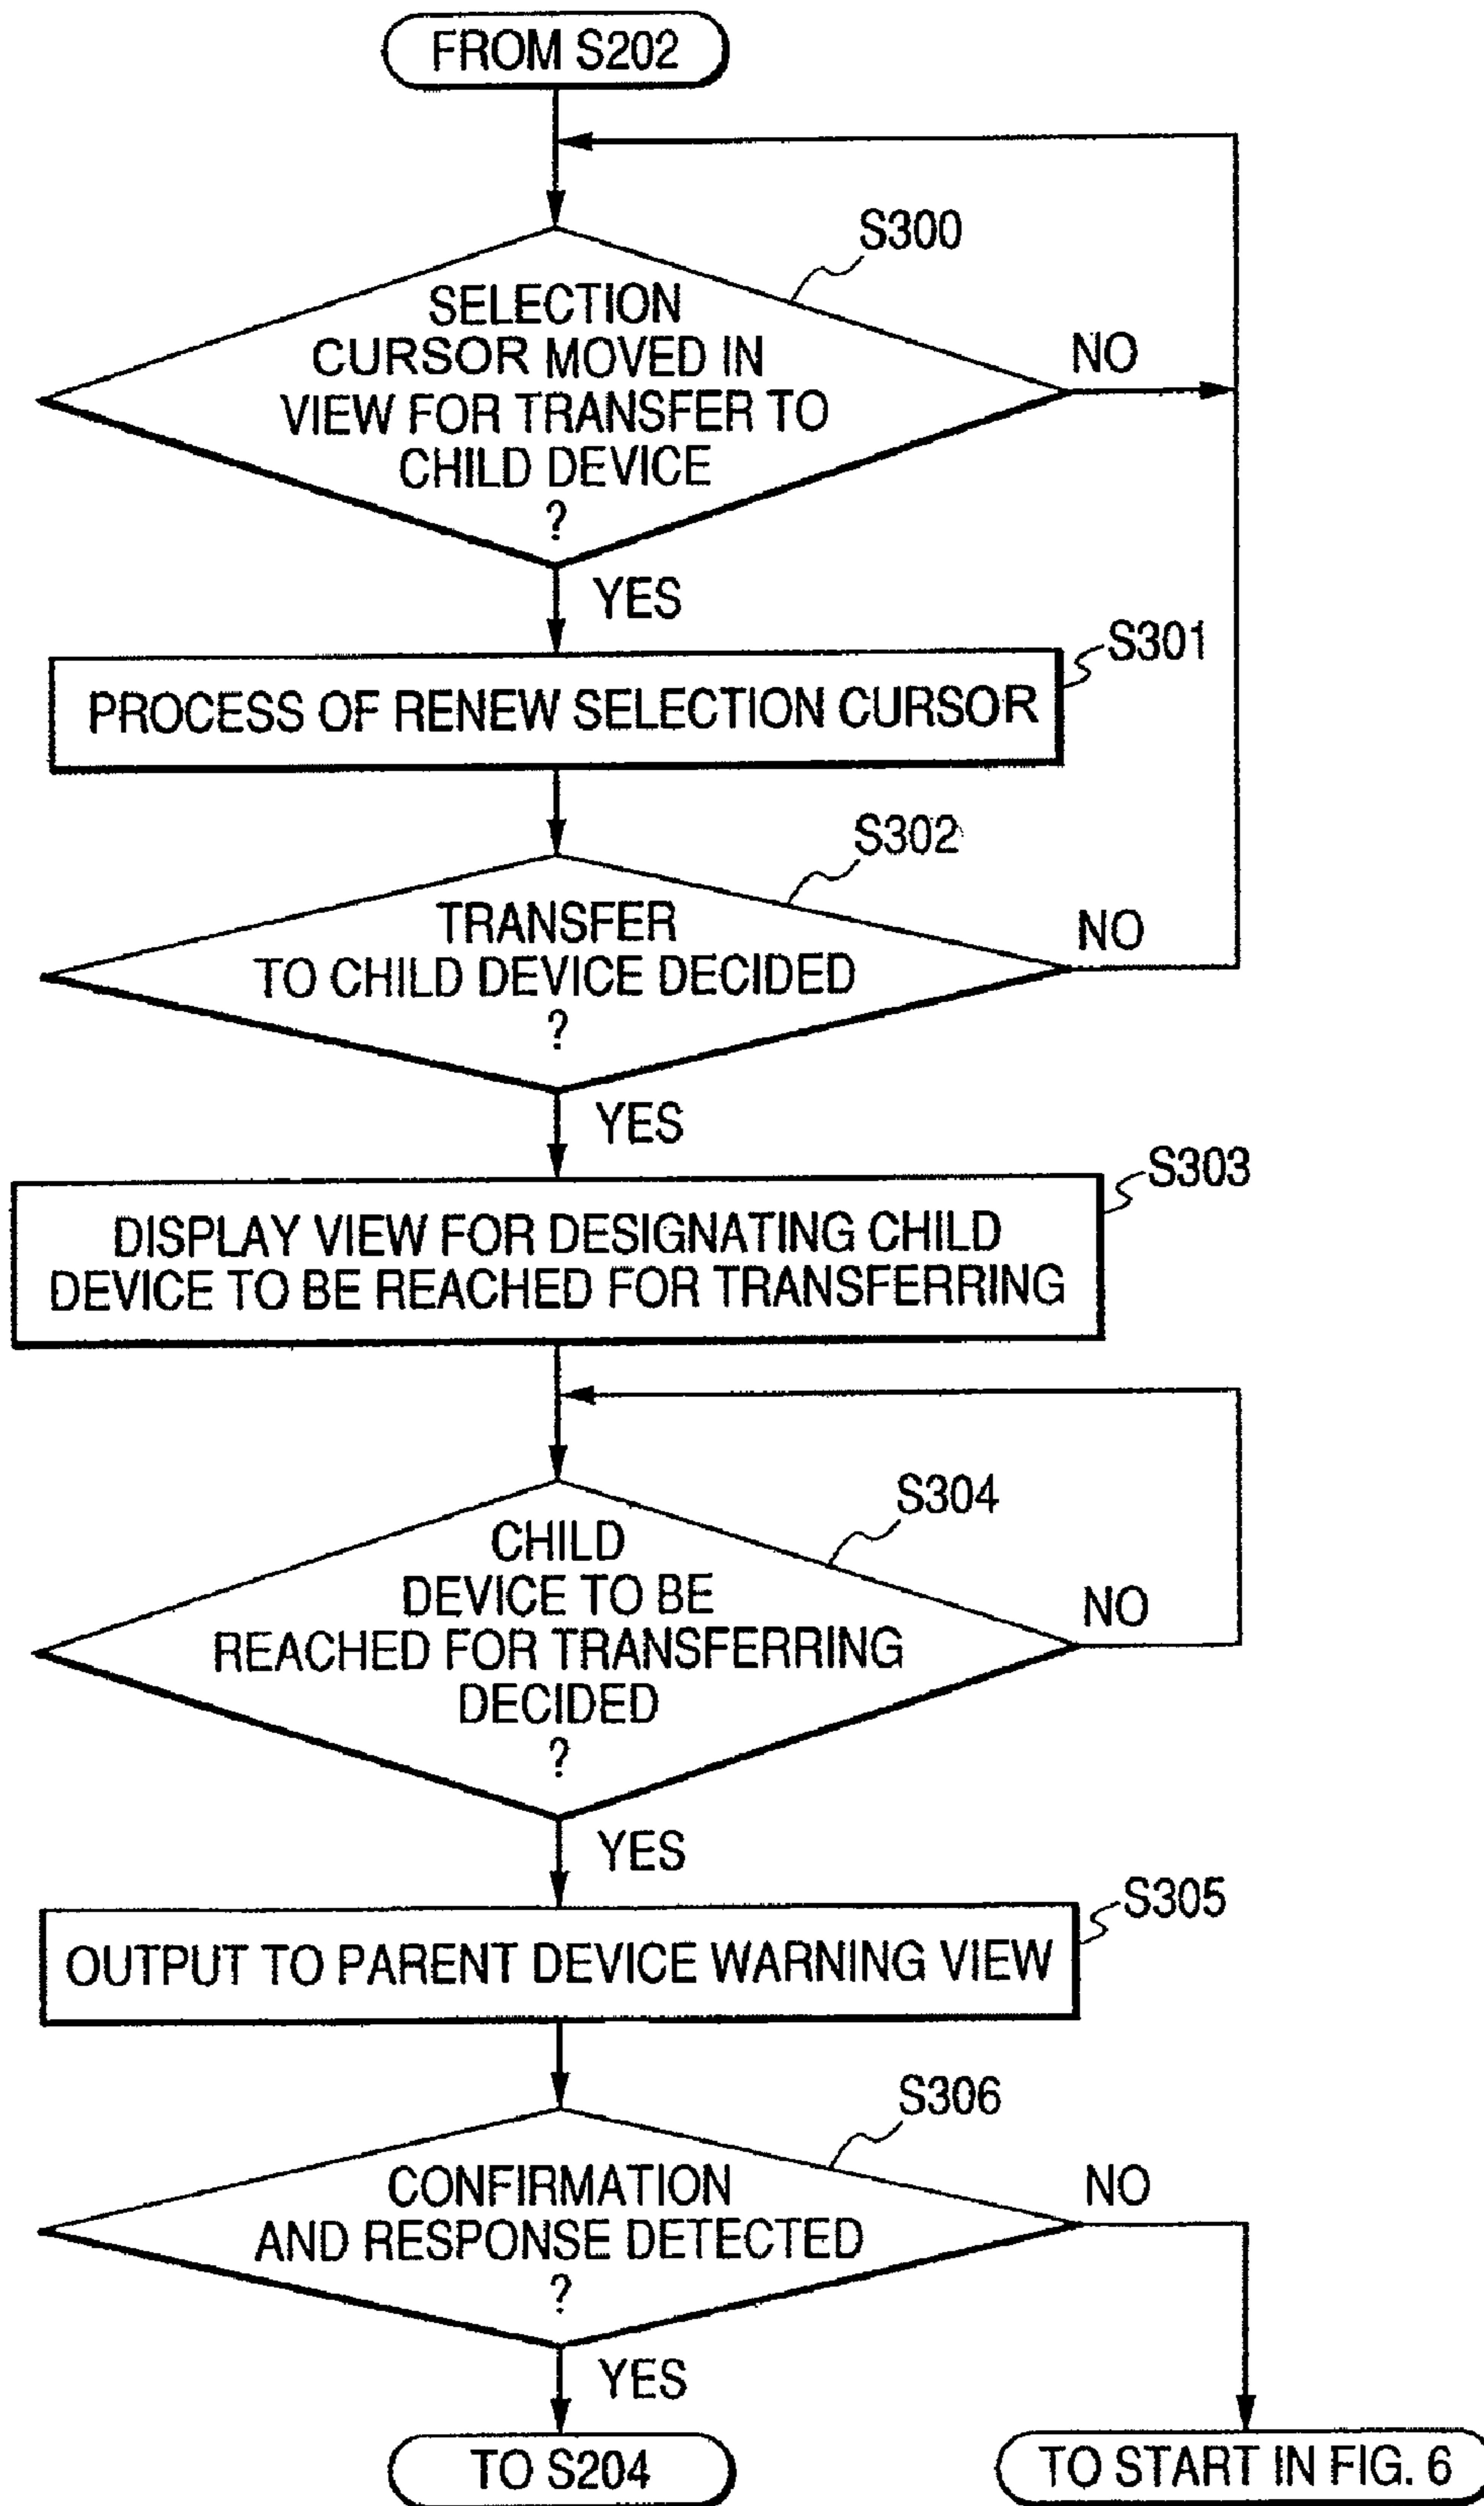 FROM S202
S300
SELECTION
CURSOR MOVED IN
VIEW FOR TRANSFER TO
CHILD DEVICE
?
NO
YES
S301
PROCESS OF RENEW SELECTION CURSOR
S302
TRANSFER
TO CHILD DEVICE DECIDED
?
NO
YES
S303
DISPLAY VIEW FOR DESIGNATING CHILD
DEVICE TO BE REACHED FOR TRANSFERRING
S304
CHILD
DEVICE TO BE
REACHED FOR TRANSFERRING
DECIDED
?
NO
YES
S305
OUTPUT TO PARENT DEVICE WARNING VIEW
S306
CONFIRMATION
AND RESPONSE DETECTED
?
NO
YES
TO S204
TO START IN FIG. 6